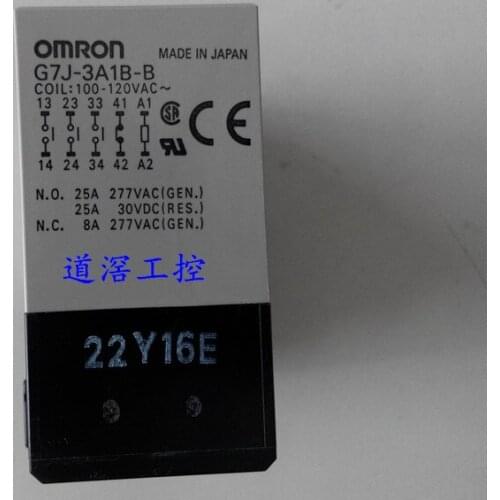 OMRON MADE IN JAPAN
G7J-3A1B-B
COIL:100-120VAC~
13 23 33 41 A1
14 24 34 42 A2
N.O. 25A 277VAC(GEN.)
25A 30VDC(RES.)
N.C. 8A 277VAC(GEN.)
道滘工控
22Y16E